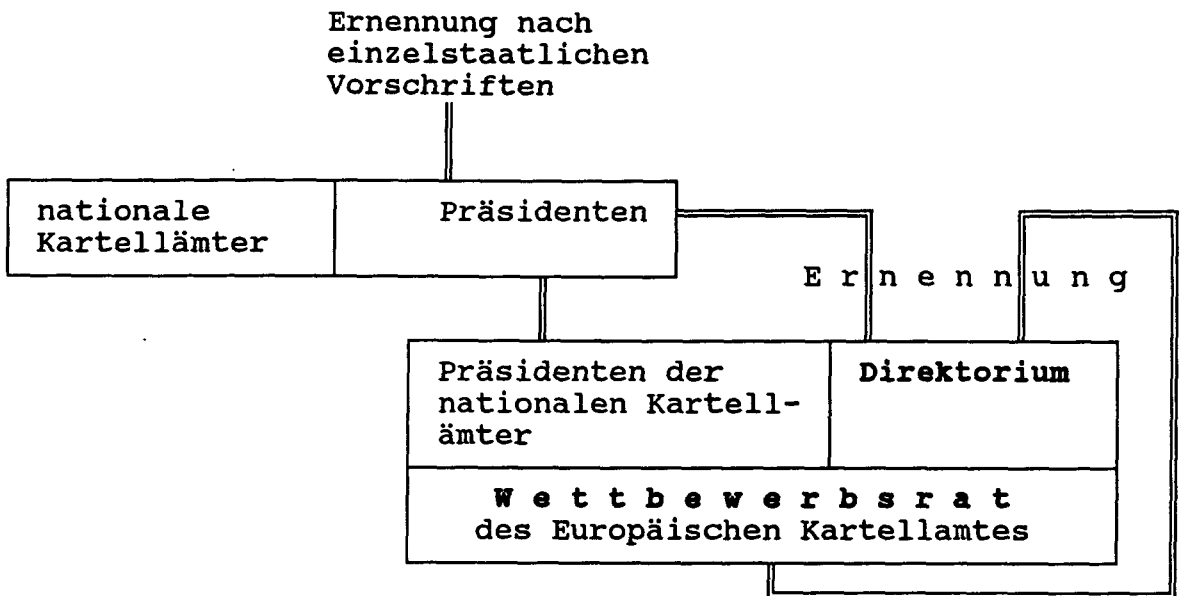 Ernennung nach
einzelstaatlichen
Vorschriften
nationale
Kartellämter
Präsidenten
E r n e n n u n g
Präsidenten der
nationalen Kartell-
ämter
Direktorium
W e t t b e w e r b s r a t
des Europäischen Kartellamtes